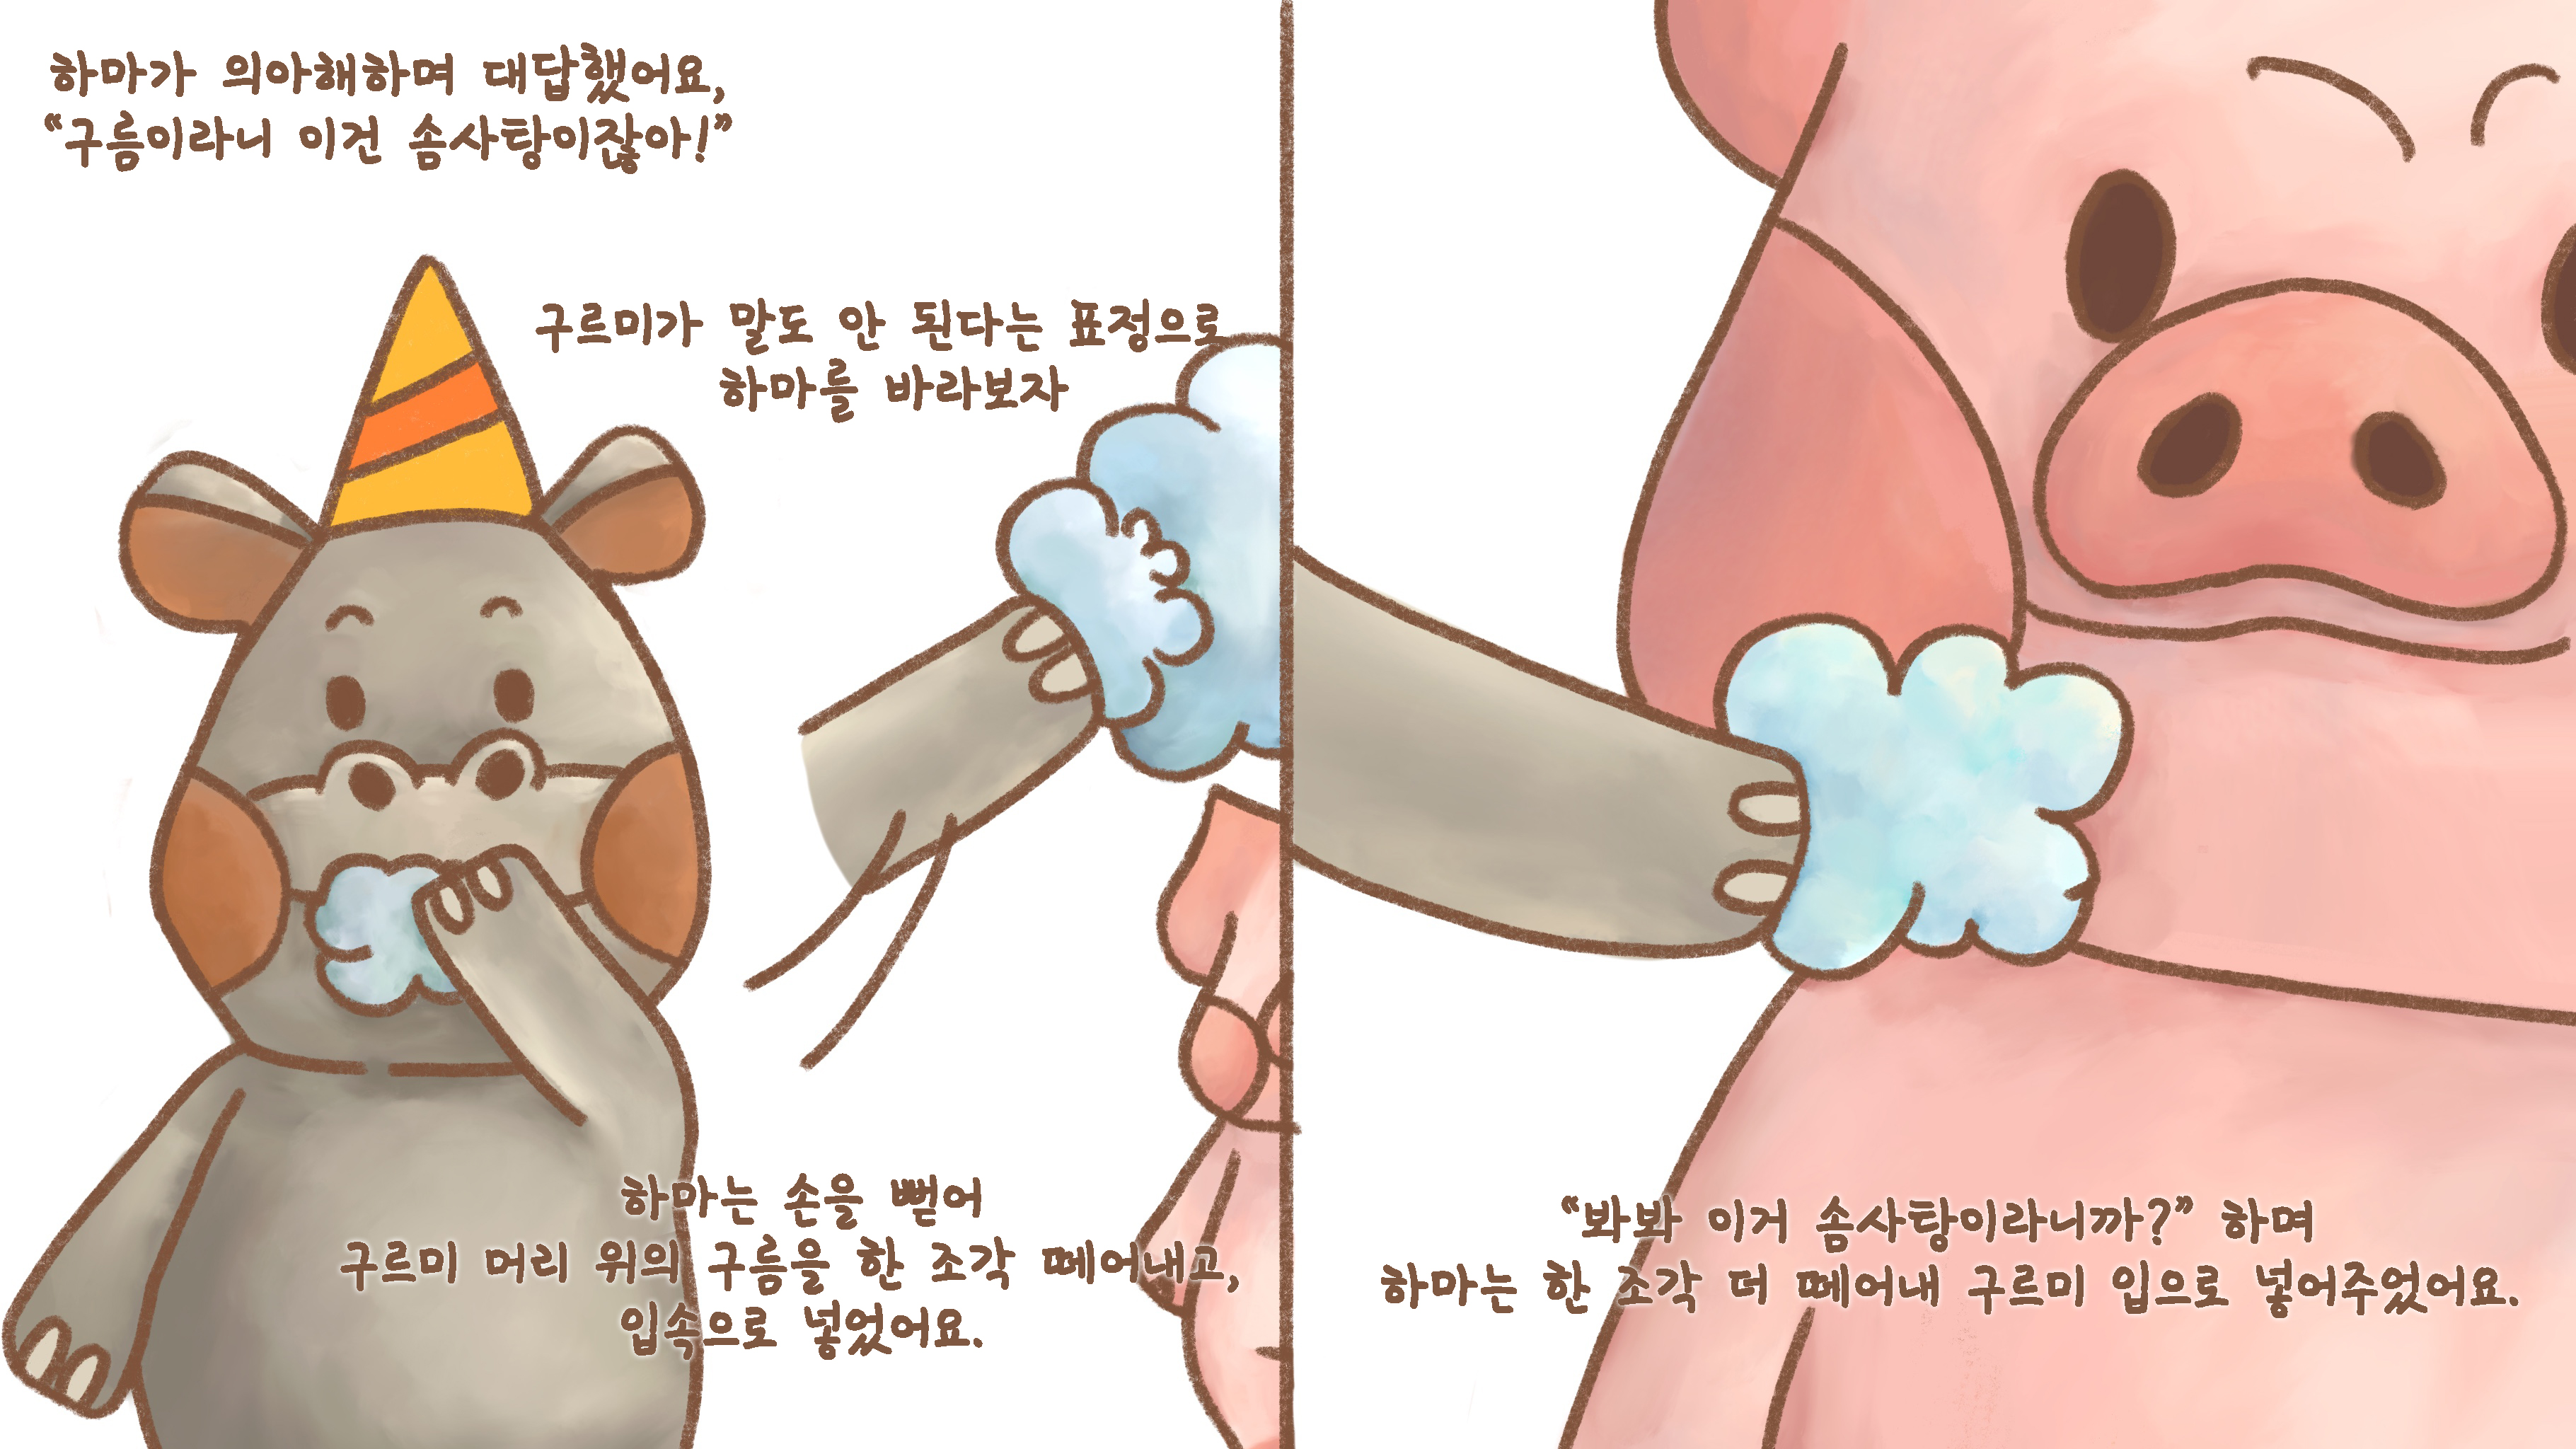 하마가 의아해하며 대답했어요,
“구름이라니 이건 솜사탕이잖아!”
구르미가 말도 안 된다는 표정으로
하마를 바라보자
하마는 손을 뻗어
구르미 머리 위의 구름을 한 조각 떼어내고,
입속으로 넣었어요.
“봐봐 이거 솜사탕이라니까?” 하며
하마는 한 조각 더 떼어내 구르미 입으로 넣어주었어요.